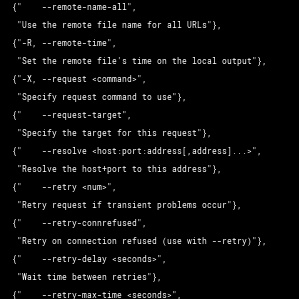 {"    --remote-name-all",
"Use the remote file name for all URLs"},
{"-R, --remote-time",
"Set the remote file's time on the local output"},
{"-X, --request <command>",
"Specify request command to use"},
{"    --request-target",
"Specify the target for this request"},
{"    --resolve <host:port:address[,address]...>",
"Resolve the host+port to this address"},
{"    --retry <num>",
"Retry request if transient problems occur"},
{"    --retry-connrefused",
"Retry on connection refused (use with --retry)"},
{"    --retry-delay <seconds>",
"Wait time between retries"},
{"    --retry-max-time <seconds>",